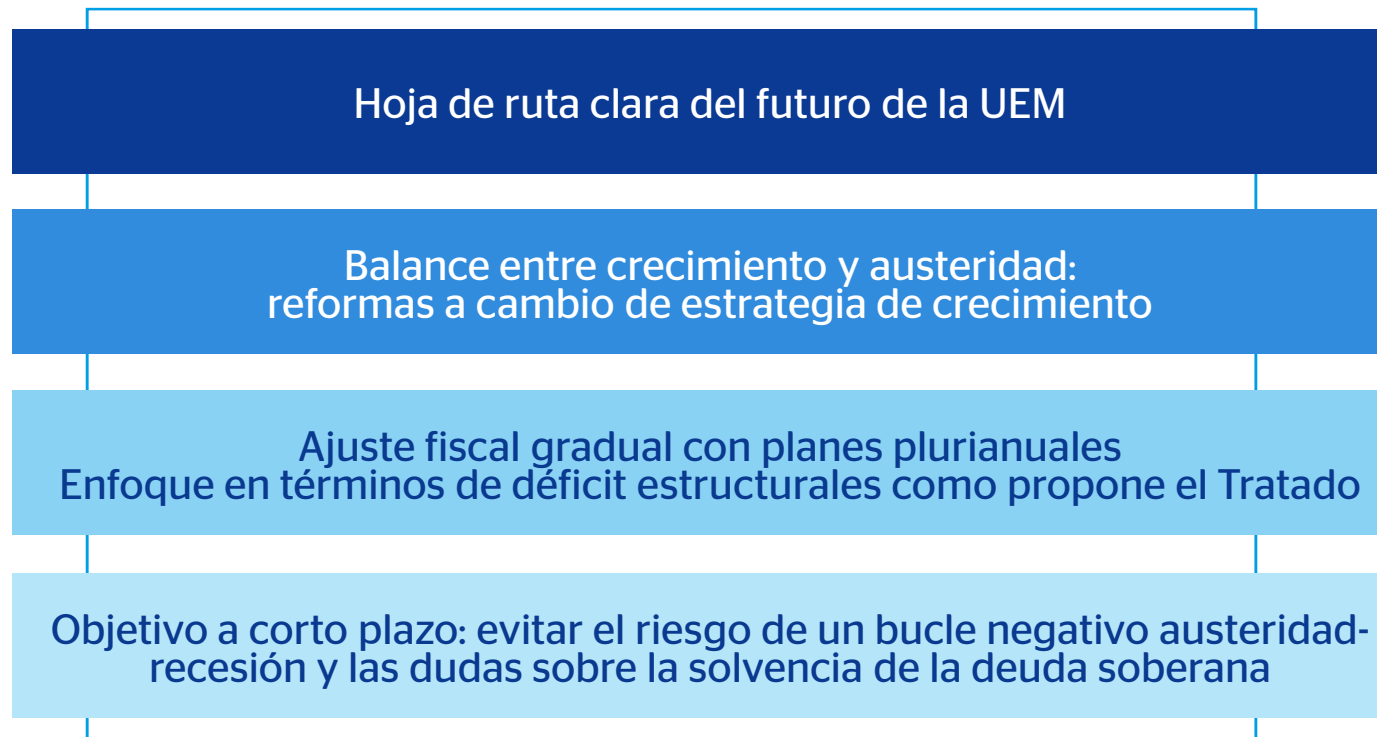 Hoja de ruta clara del futuro de la UEM
Balance entre crecimiento y austeridad:
reformas a cambio de estrategia de crecimiento
Ajuste fiscal gradual con planes plurianuales
Enfoque en términos de déficit estructurales como propone el Tratado
Objetivo a corto plazo: evitar el riesgo de un bucle negativo austeridad-
recesión y las dudas sobre la solvencia de la deuda soberana